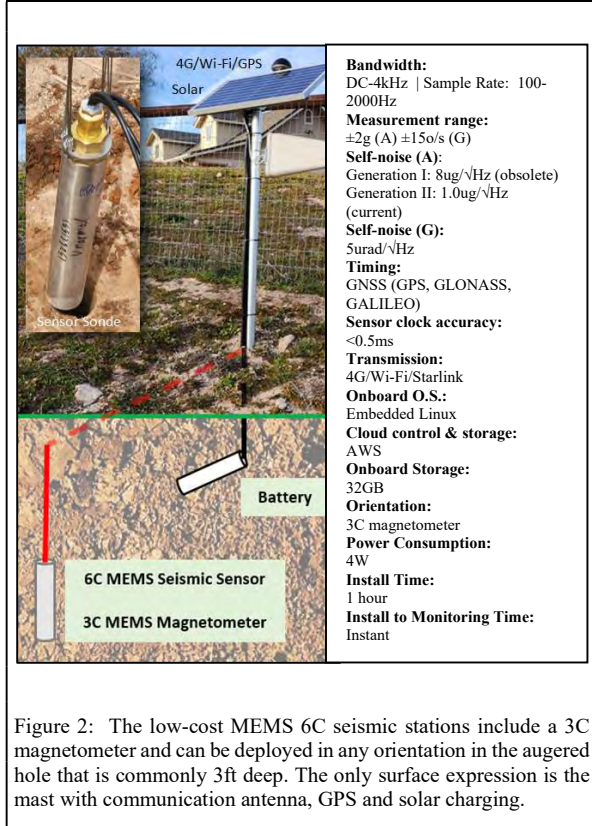 4G/Wi-Fi/GPS
Solar
Sensor Sonde
Battery
6C MEMS Seismic Sensor
3C MEMS Magnetometer
Bandwidth:
DC-4kHz | Sample Rate: 100-
2000Hz
Measurement range:
±2g (A) ±15o/s (G)
Self-noise (A):
Generation I: 8ug/√Hz (obsolete)
Generation II: 1.0ug/√Hz
(current)
Self-noise (G):
5urad/√Hz
Timing:
GNSS (GPS, GLONASS,
GALILEO)
Sensor clock accuracy:
<0.5ms
Transmission:
4G/Wi-Fi/Starlink
Onboard O.S.:
Embedded Linux
Cloud control & storage:
AWS
Onboard Storage:
32GB
Orientation:
3C magnetometer
Power Consumption:
4W
Install Time:
1 hour
Install to Monitoring Time:
Instant
Figure 2: The low-cost MEMS 6C seismic stations include a 3C
magnetometer and can be deployed in any orientation in the augered
hole that is commonly 3ft deep. The only surface expression is the
mast with communication antenna, GPS and solar charging.